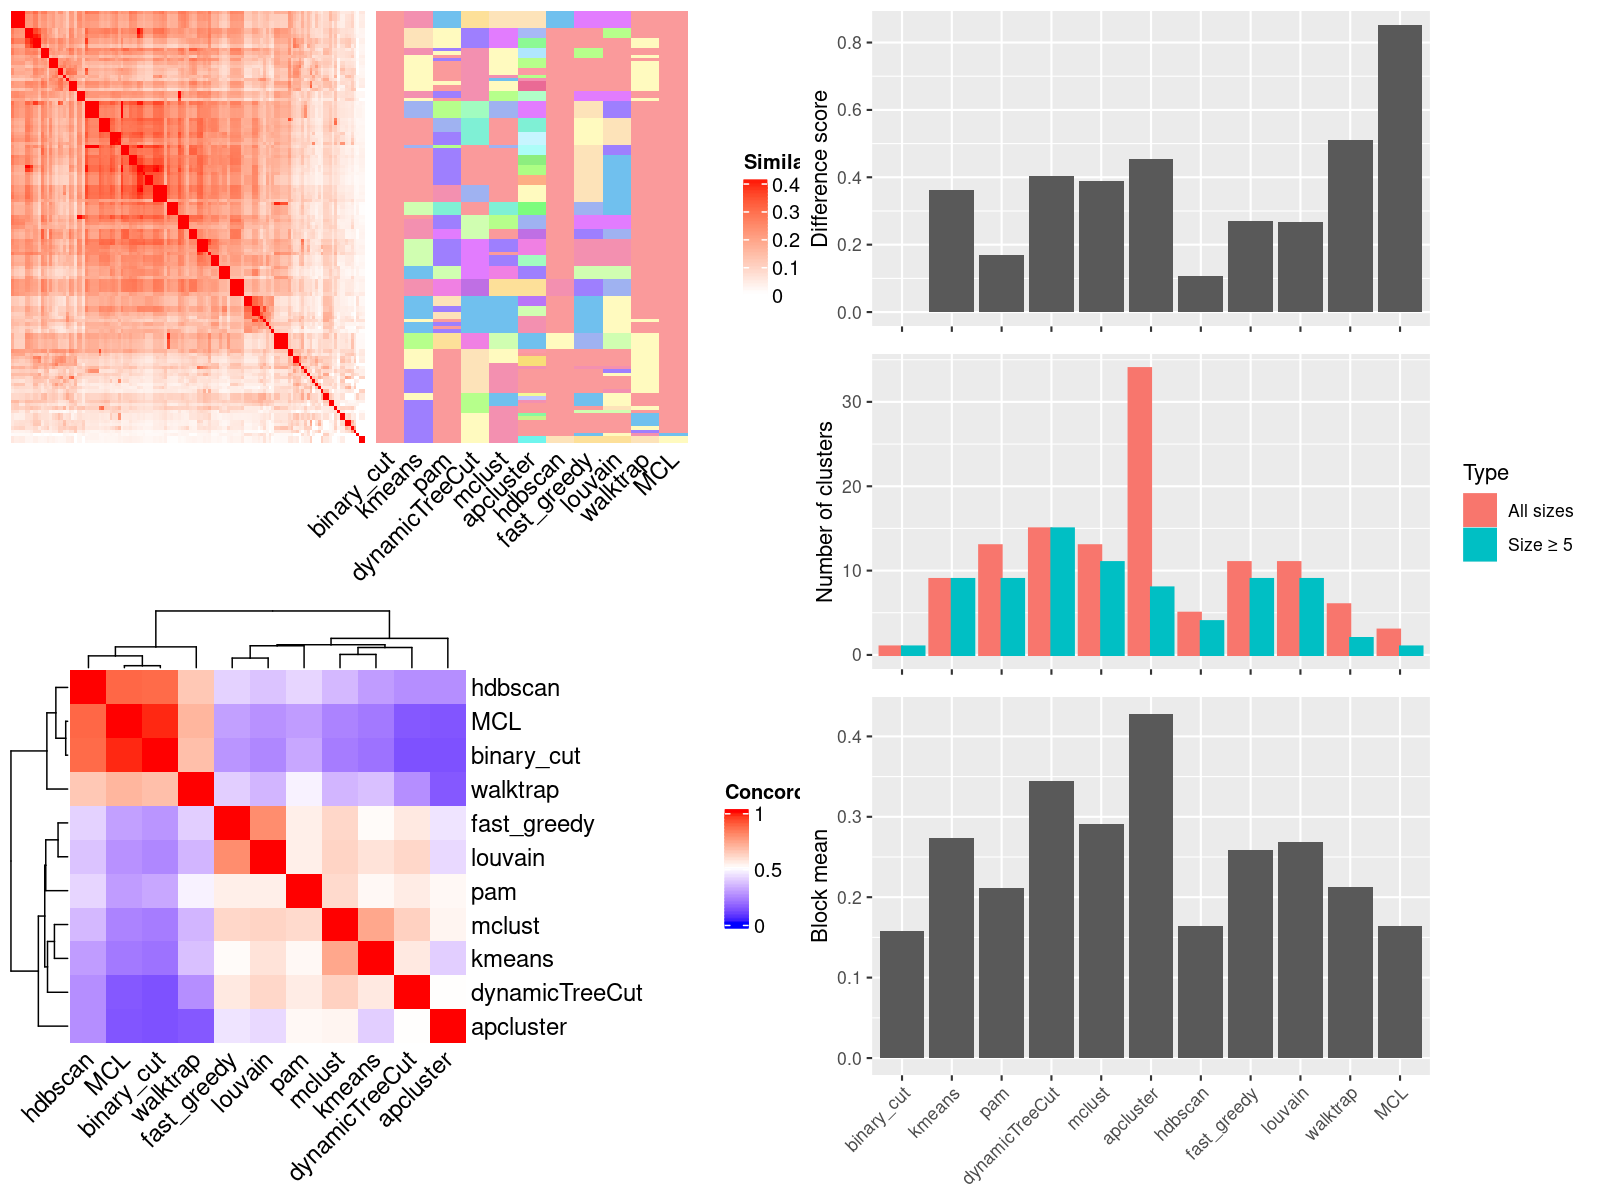 Simila
0.4
0.3
0.2
0.1
0
binary_cut
kmeans
pam
dynamicTreeCut
mclust
apcluster
hdbscan
fast_greedy
louvain
walktrap
MCL
Difference score
0.8
0.6
0.4
0.2
0.0
Number of clusters
30
20
10
0
Type
All sizes
Size ≥ 5
hdbscan
MCL
binary_cut
walktrap
fast_greedy
louvain
pam
mclust
kmeans
dynamicTreeCut
apcluster
Concord
1
0.5
0
hdbscan
MCL
binary_cut
walktrap
fast_greedy
louvain
pam
mclust
kmeans
dynamicTreeCut
apcluster
Block mean
0.4
0.3
0.2
0.1
0.0
binary_cut
kmeans
pam
dynamicTreeCut
mclust
apcluster
hdbscan
fast_greedy
louvain
walktrap
MCL